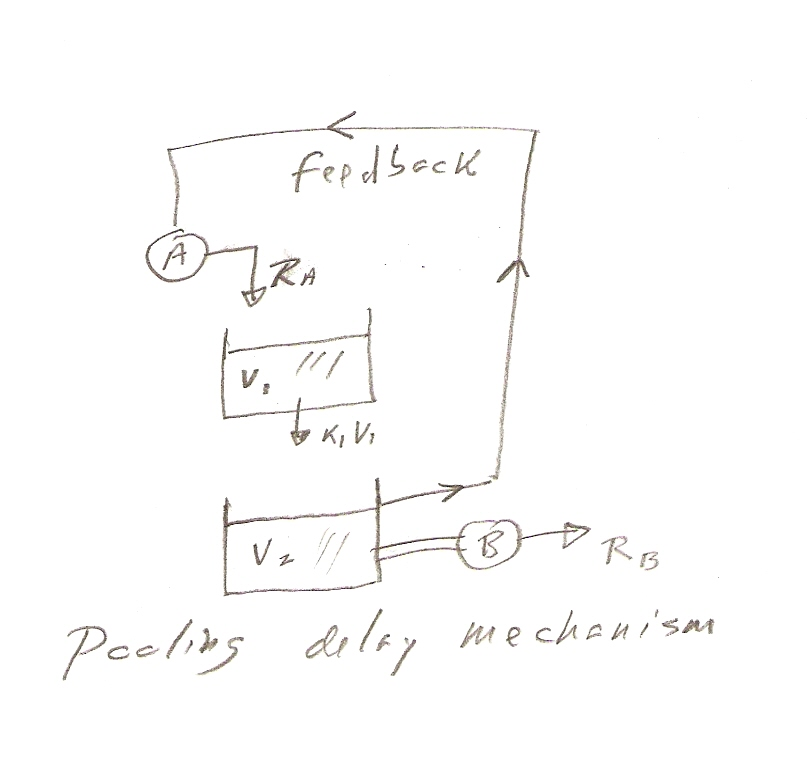 feedback
A
RA
V1
K1V1
V2
B
RB
Pooling delay mechanism